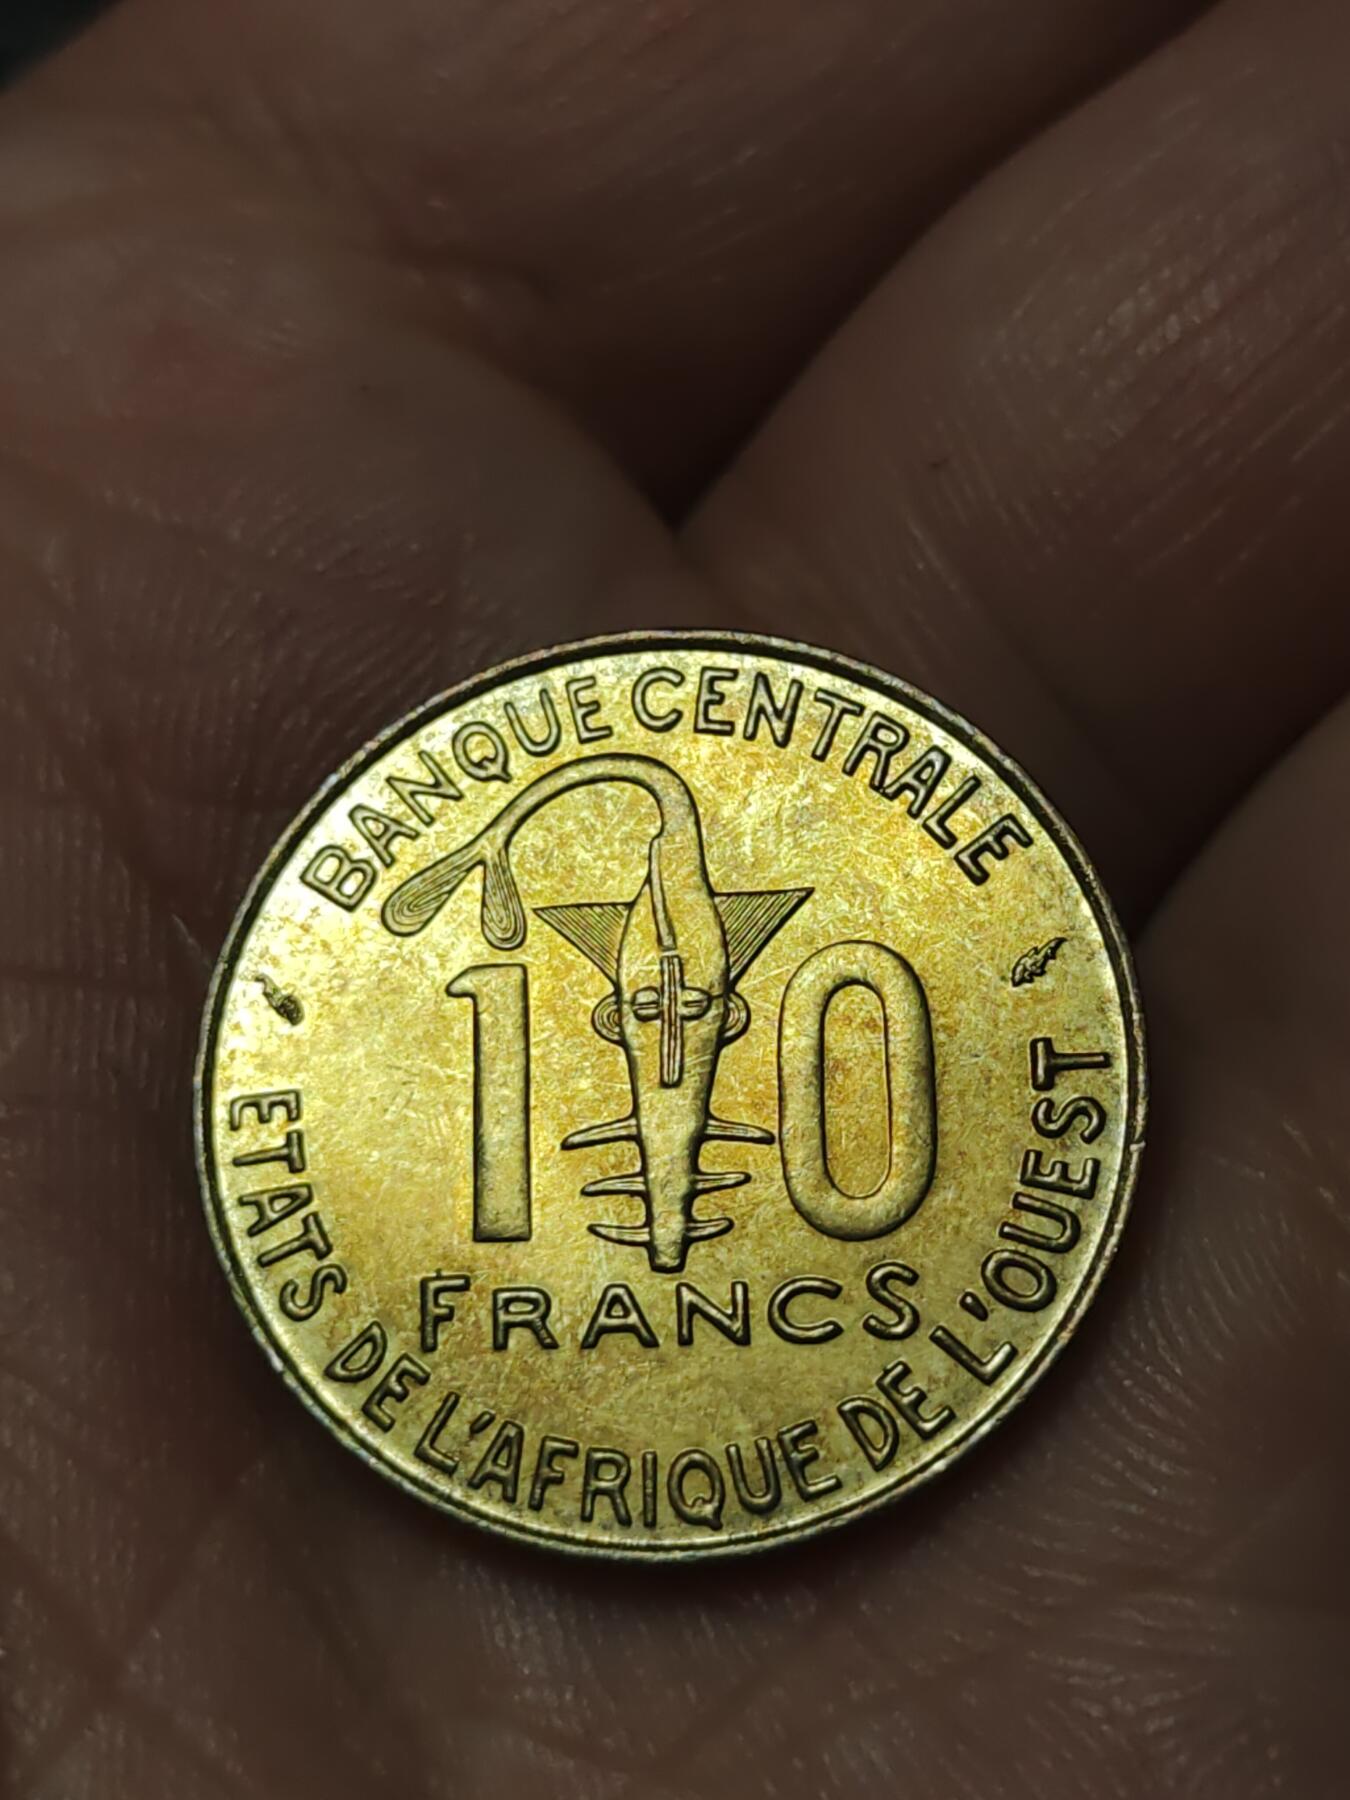 BANQUE CENTRALE
10
FRANCS
ETATS DE L'AFRIQUE DE L'OUEST